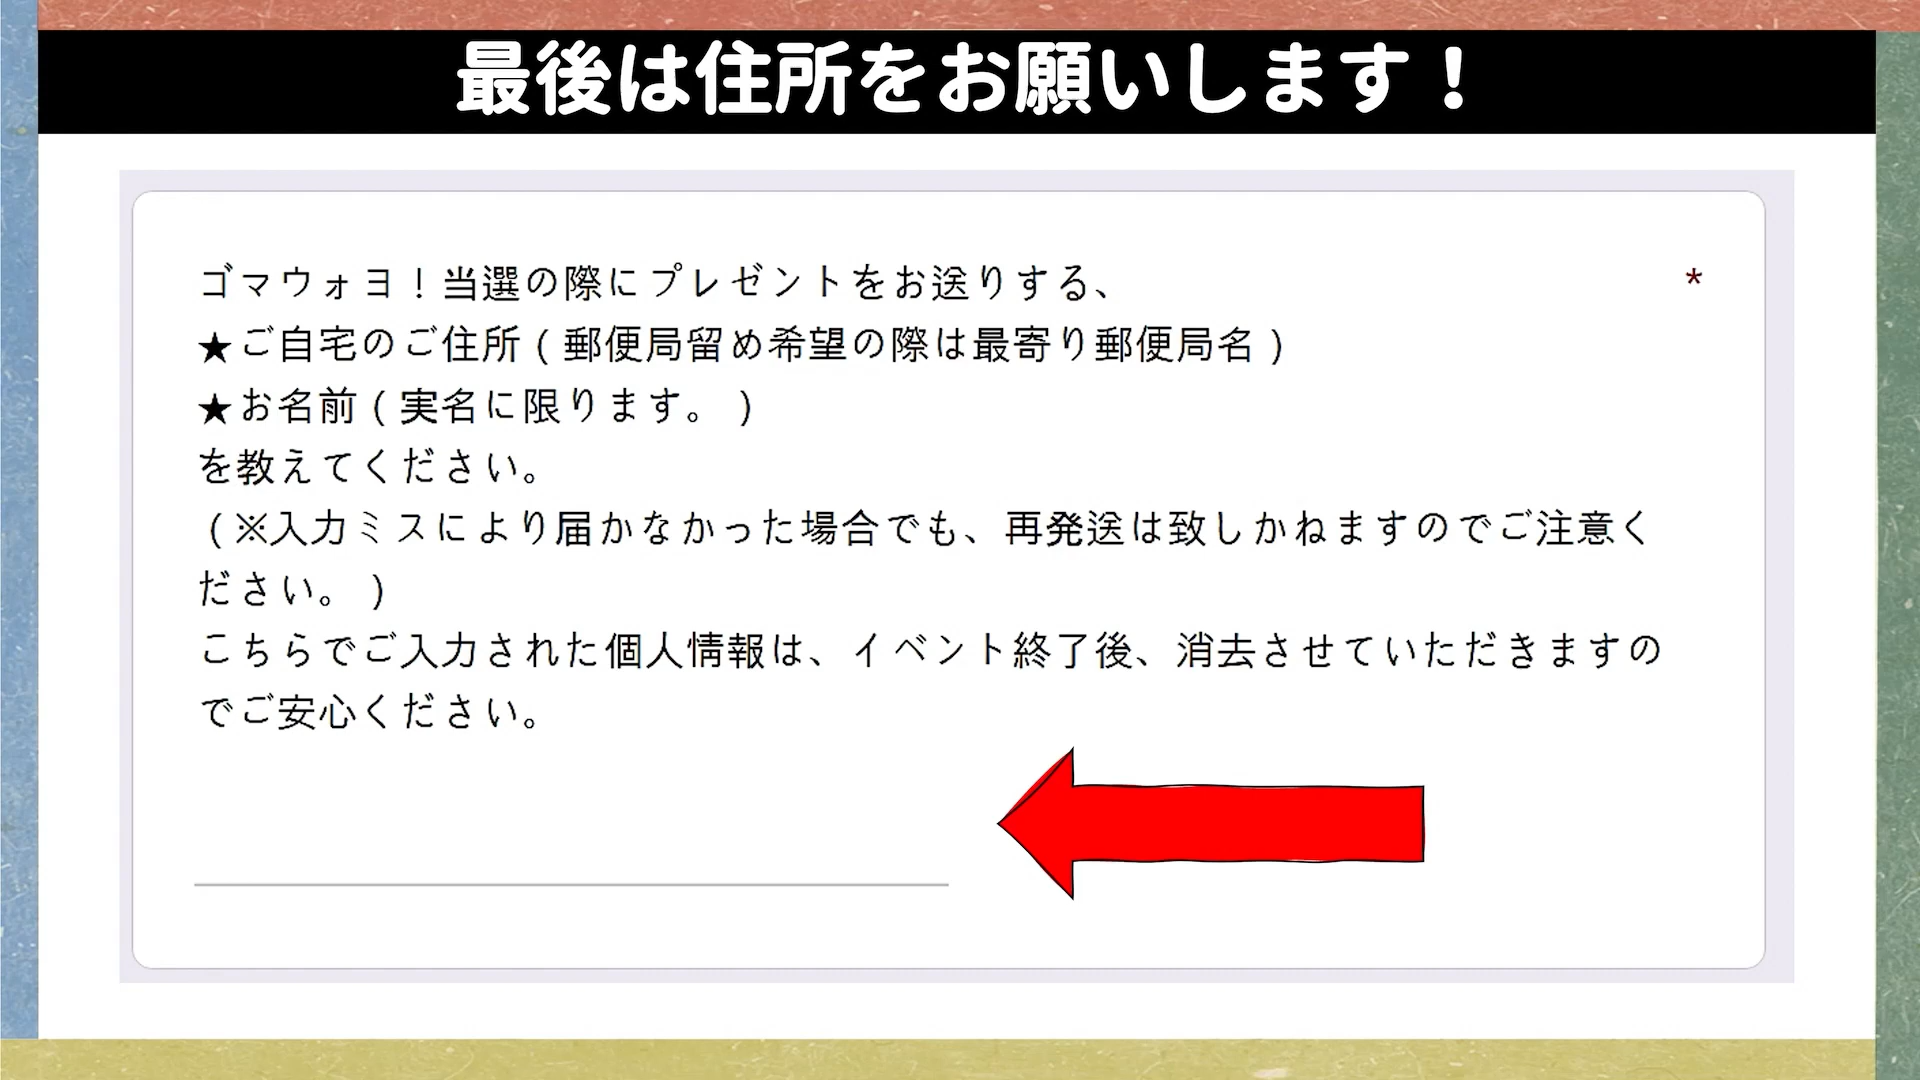 最後は住所をお願いします！
ゴマウォヨ！当選の際にプレゼントをお送りする、
*
★ご自宅のご住所(郵便局留め希望の際は最寄り郵便局名)
★お名前(実名に限ります。)
を教えてください。
(※入力ミスにより届かなかった場合でも、再発送は致しかねますのでご注意く
ださい。)
こちらでご入力された個人情報は、イベント終了後、消去させていただきますの
でご安心ください。